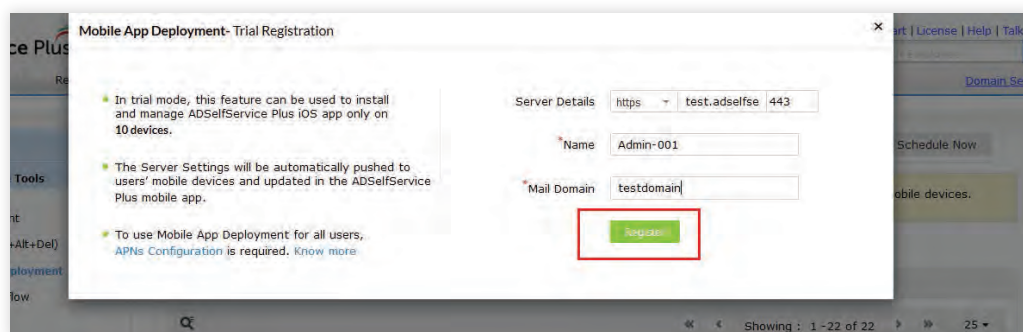 Mobile App Deployment- Trial Registration
×
ce Plus
License | Help | Talk
Re
Domain Se
In trial mode, this feature can be used to install
and manage ADSelfService Plus iOS app only on
10 devices.
The Server Settings will be automatically pushed to
users' mobile devices and updated in the ADSelfService
Plus mobile app.
To use Mobile App Deployment for all users,
APNs Configuration is required. Know more
Server Details https test.adselfse 443
*Name Admin-001
*Mail Domain testdomain
Register
Tools
nt
+Alt+Del)
ployment
flow
Schedule Now
obile devices.
« ‹ Showing : 1 -22 of 22 › » 25